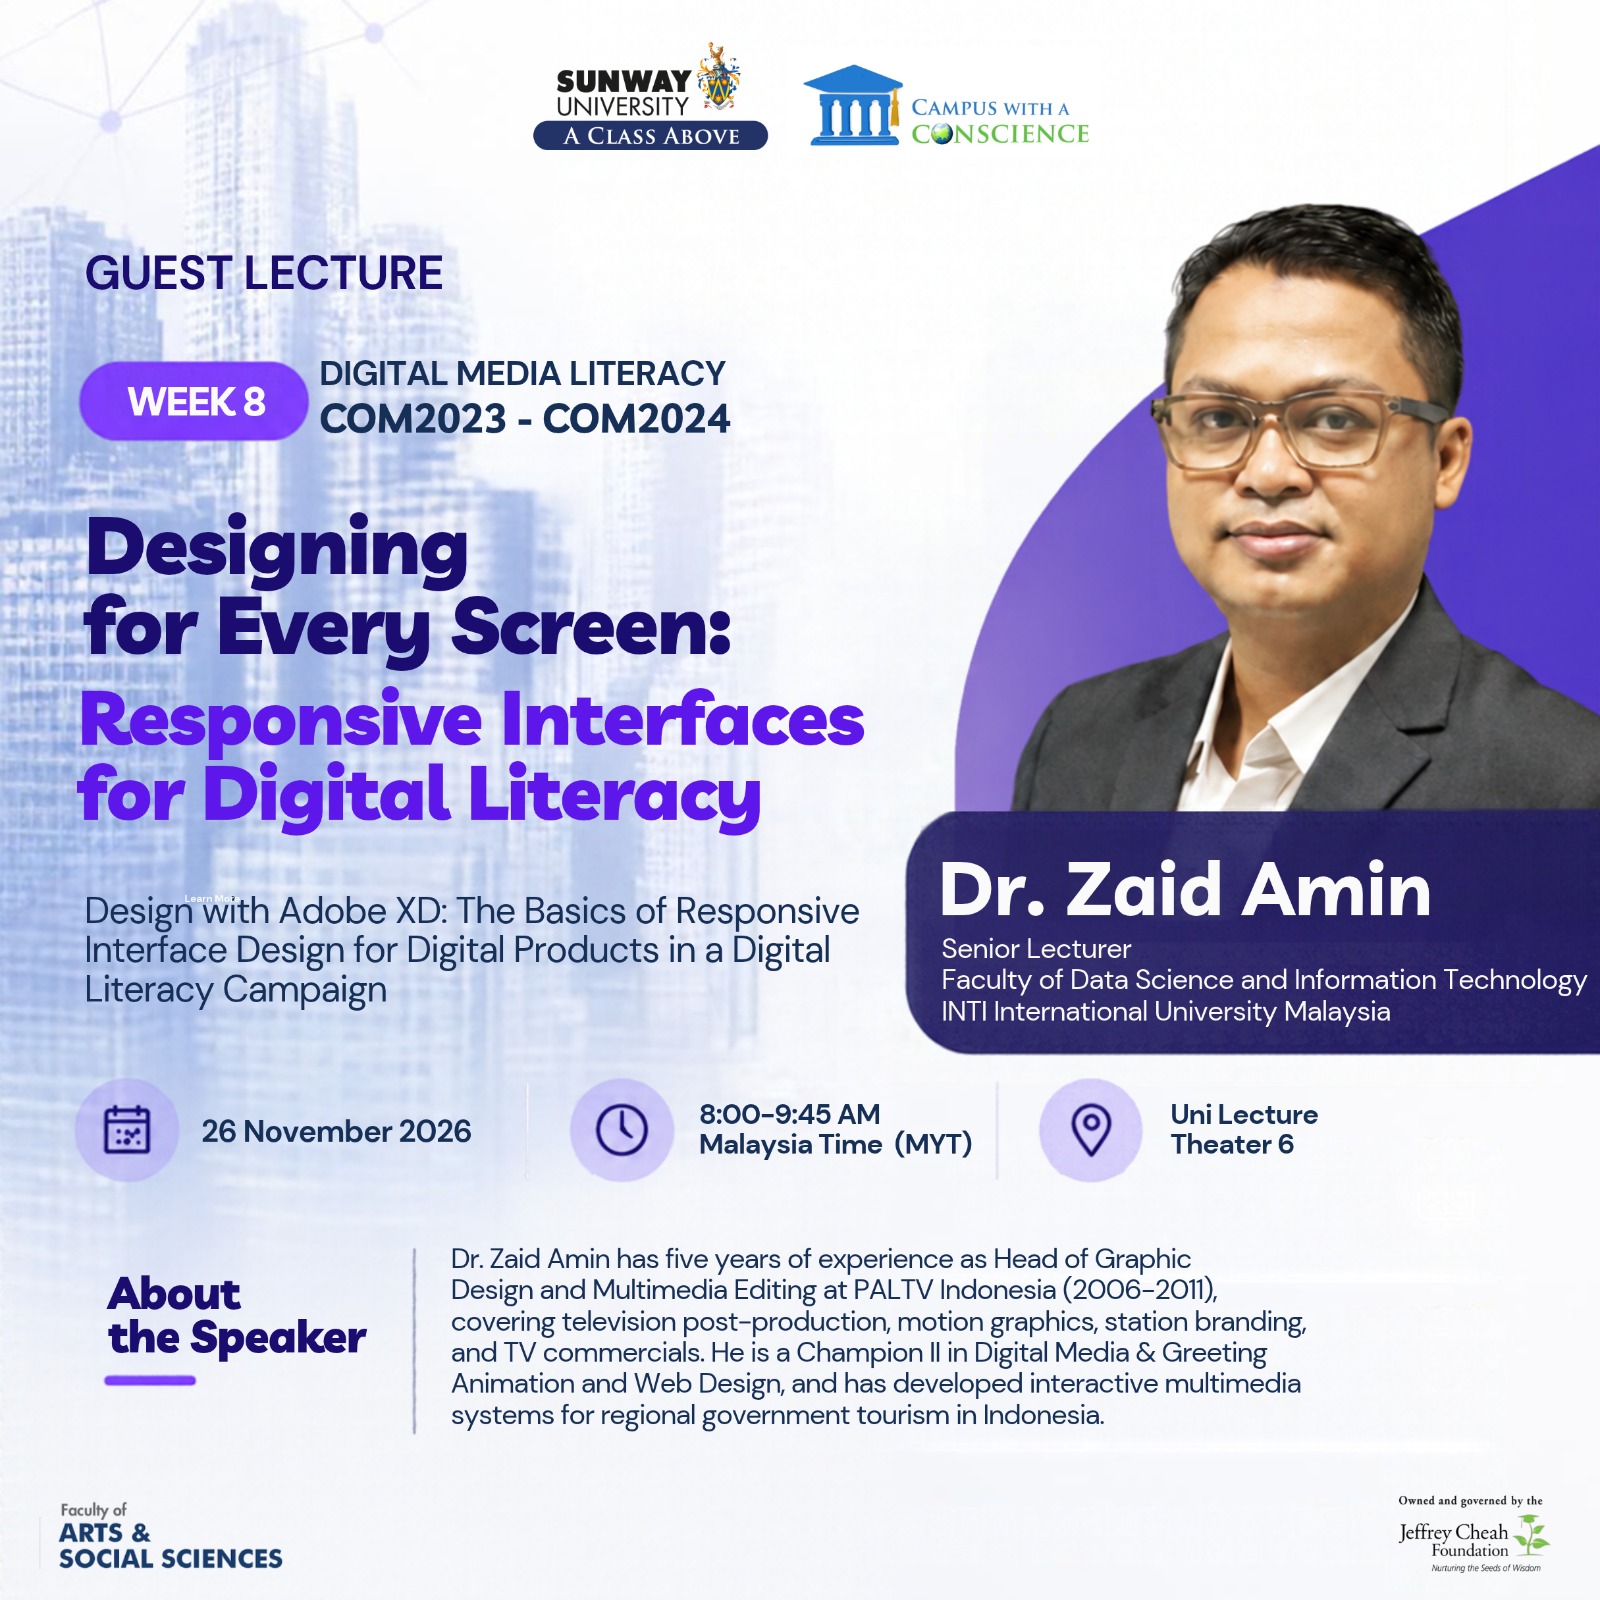 SUNWAY
UNIVERSITY
A CLASS ABOVE
CAMPUS WITH A
CONSCIENCE
GUEST LECTURE
WEEK 8
DIGITAL MEDIA LITERACY
COM2023 - COM2024
Designing
for Every Screen:
Responsive Interfaces
for Digital Literacy
Learn More
Design with Adobe XD: The Basics of Responsive
Interface Design for Digital Products in a Digital
Literacy Campaign
Dr. Zaid Amin
Senior Lecturer
Faculty of Data Science and Information Technology
INTI International University Malaysia
26 November 2026
8:00-9:45 AM
Malaysia Time (MYT)
Uni Lecture
Theater 6
About
the Speaker
Dr. Zaid Amin has five years of experience as Head of Graphic
Design and Multimedia Editing at PALTV Indonesia (2006-2011),
covering television post-production, motion graphics, station branding,
and TV commercials. He is a Champion II in Digital Media & Greeting
Animation and Web Design, and has developed interactive multimedia
systems for regional government tourism in Indonesia.
Faculty of
ARTS &
SOCIAL SCIENCES
Owned and governed by the
Jeffrey Cheah
Foundation
Nurturing the Seeds of Wisdom